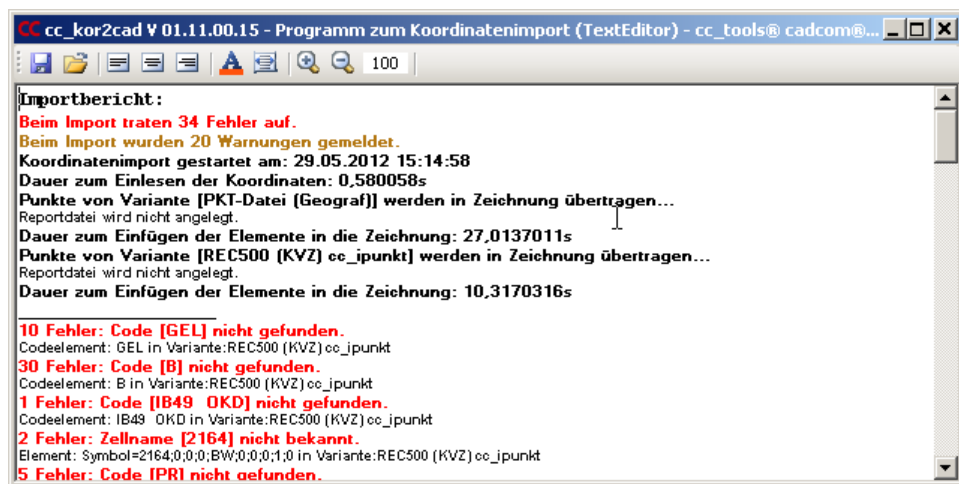 CC cc_kor2cad V 01.11.00.15 - Programm zum Koordinatenimport (TextEditor) - cc_tools® cadcom®...
100
Importbericht:
Beim Import traten 34 Fehler auf.
Beim Import wurden 20 Warnungen gemeldet.
Koordinatenimport gestartet am: 29.05.2012 15:14:58
Dauer zum Einlesen der Koordinaten: 0,580058s
Punkte von Variante [PKT-Datei (Geograf)] werden in Zeichnung übertragen...
Reportdatei wird nicht angelegt.
Dauer zum Einfügen der Elemente in die Zeichnung: 27,0137011s
Punkte von Variante [REC500 (KVZ) cc_ipunkt] werden in Zeichnung übertragen...
Reportdatei wird nicht angelegt.
Dauer zum Einfügen der Elemente in die Zeichnung: 10,3170316s
10 Fehler: Code [GEL] nicht gefunden.
Codeelement: GEL in Variante:REC500 (KVZ) cc_ipunkt
30 Fehler: Code [B] nicht gefunden.
Codeelement: B in Variante:REC500 (KVZ) cc_ipunkt
1 Fehler: Code [IB49  OKD] nicht gefunden.
Codeelement: IB49  OKD in Variante:REC500 (KVZ) cc_ipunkt
2 Fehler: Zellname [2164] nicht bekannt.
Element: Symbol=2164;0;0;0;BW;0;0;0;1;0 in Variante:REC500 (KVZ) cc_ipunkt
5 Fehler: Code [PR] nicht gefunden.